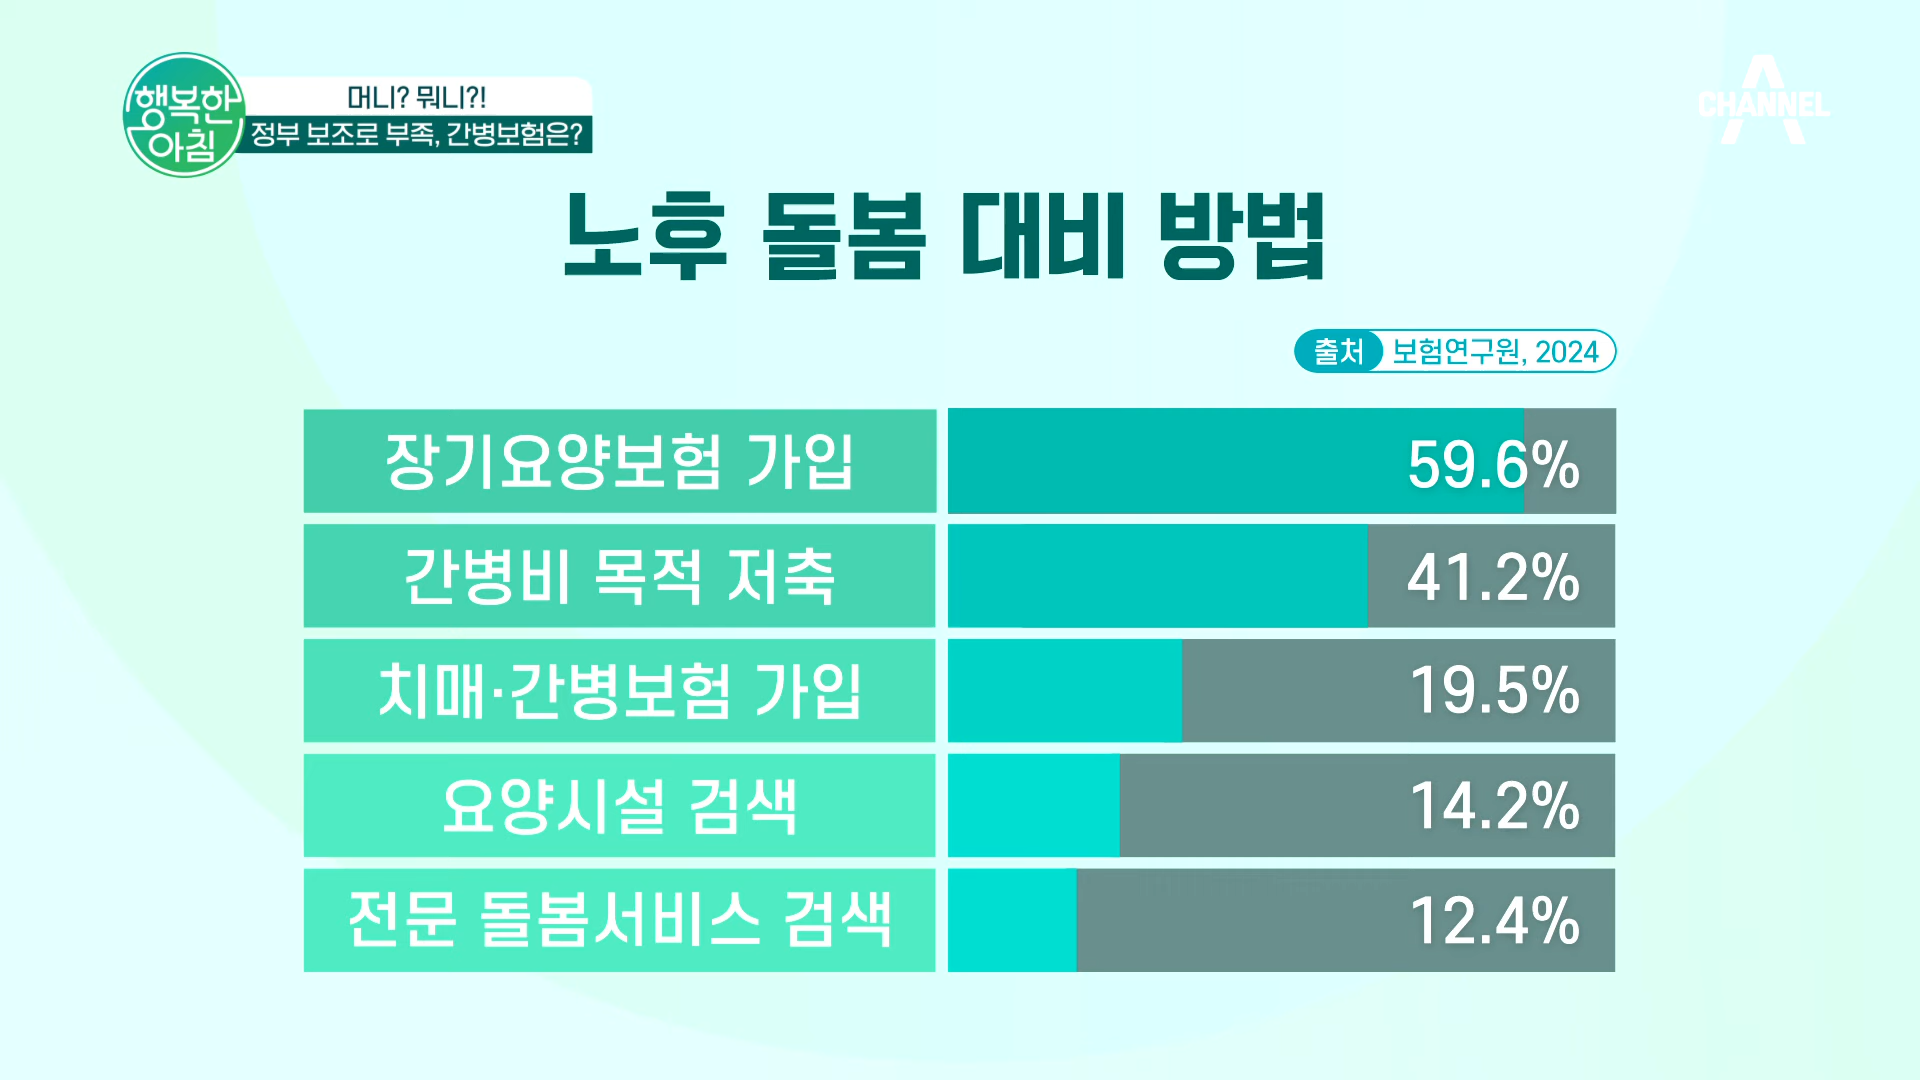 행복한
아침
머니? 뭐니?!
정부 보조로 부족, 간병보험은?
CHANNEL A
노후 돌봄 대비 방법
출처 보험연구원, 2024
장기요양보험 가입 59.6%
간병비 목적 저축 41.2%
치매·간병보험 가입 19.5%
요양시설 검색 14.2%
전문 돌봄서비스 검색 12.4%